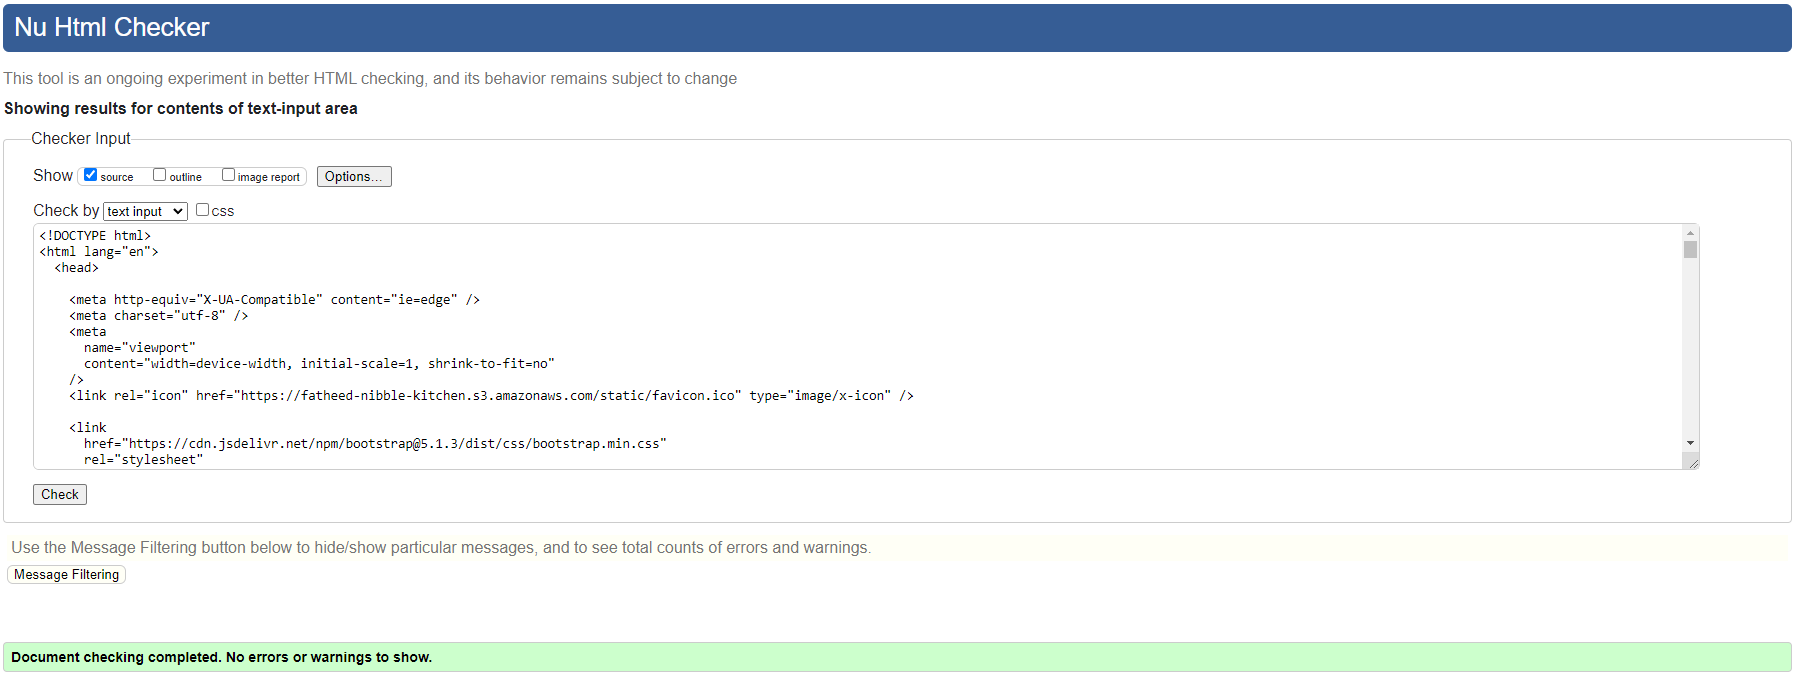 Nu Html Checker
This tool is an ongoing experiment in better HTML checking, and its behavior remains subject to change
Showing results for contents of text-input area
Checker Input
Show source outline image report Options...
Check by text input css
<!DOCTYPE html>
<html lang="en">
  <head>

    <meta http-equiv="X-UA-Compatible" content="ie=edge" />
    <meta charset="utf-8" />
    <meta
      name="viewport"
      content="width=device-width, initial-scale=1, shrink-to-fit=no"
    />
    <link rel="icon" href="https://fatheed-nibble-kitchen.s3.amazonaws.com/static/favicon.ico" type="image/x-icon" />

    <link
      href="https://cdn.jsdelivr.net/npm/bootstrap@5.1.3/dist/css/bootstrap.min.css"
      rel="stylesheet"
Check
Use the Message Filtering button below to hide/show particular messages, and to see total counts of errors and warnings.
Message Filtering
Document checking completed. No errors or warnings to show.